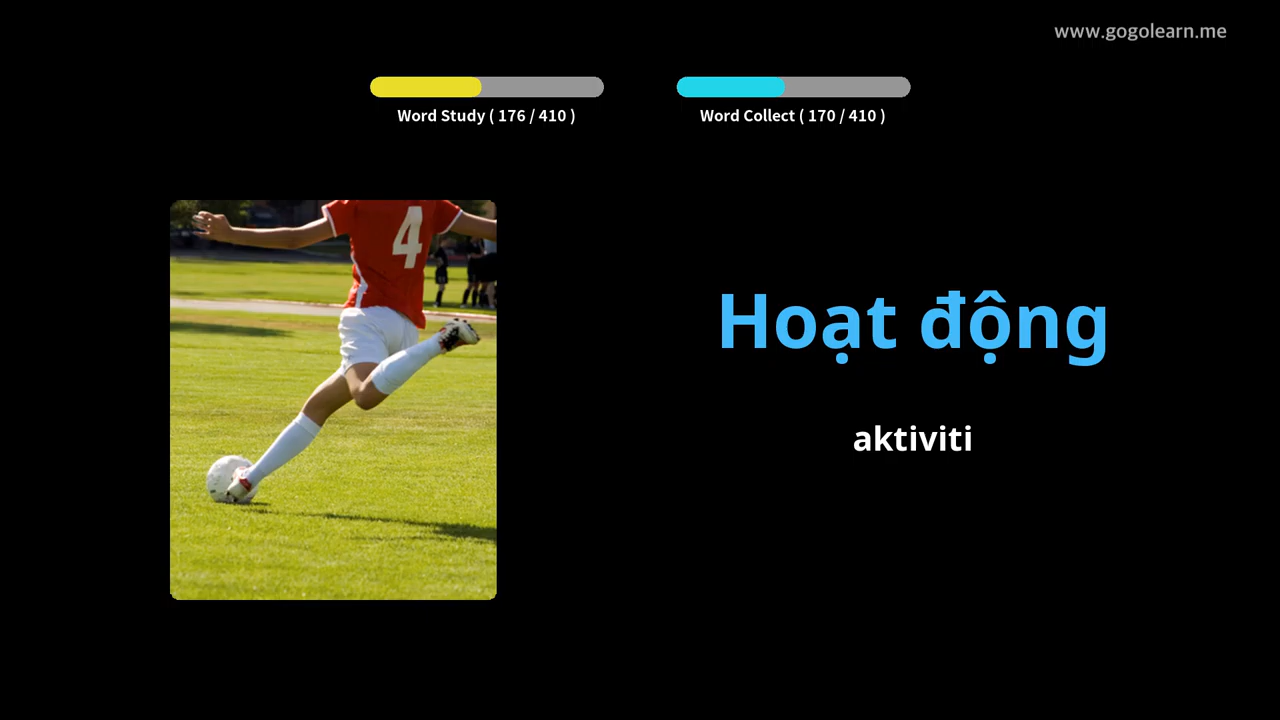 www.gogolearn.me
Word Study ( 176 / 410 )
Word Collect ( 170 / 410 )
4
Hoạt động
aktiviti